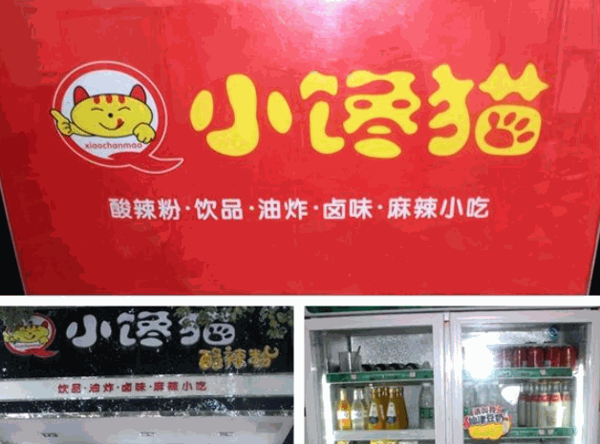 小馋猫
xiaochanmao
酸辣粉·饮品·油炸·卤味·麻辣小吃
小馋猫
酸辣粉
饮品·油炸·卤味·麻辣小吃